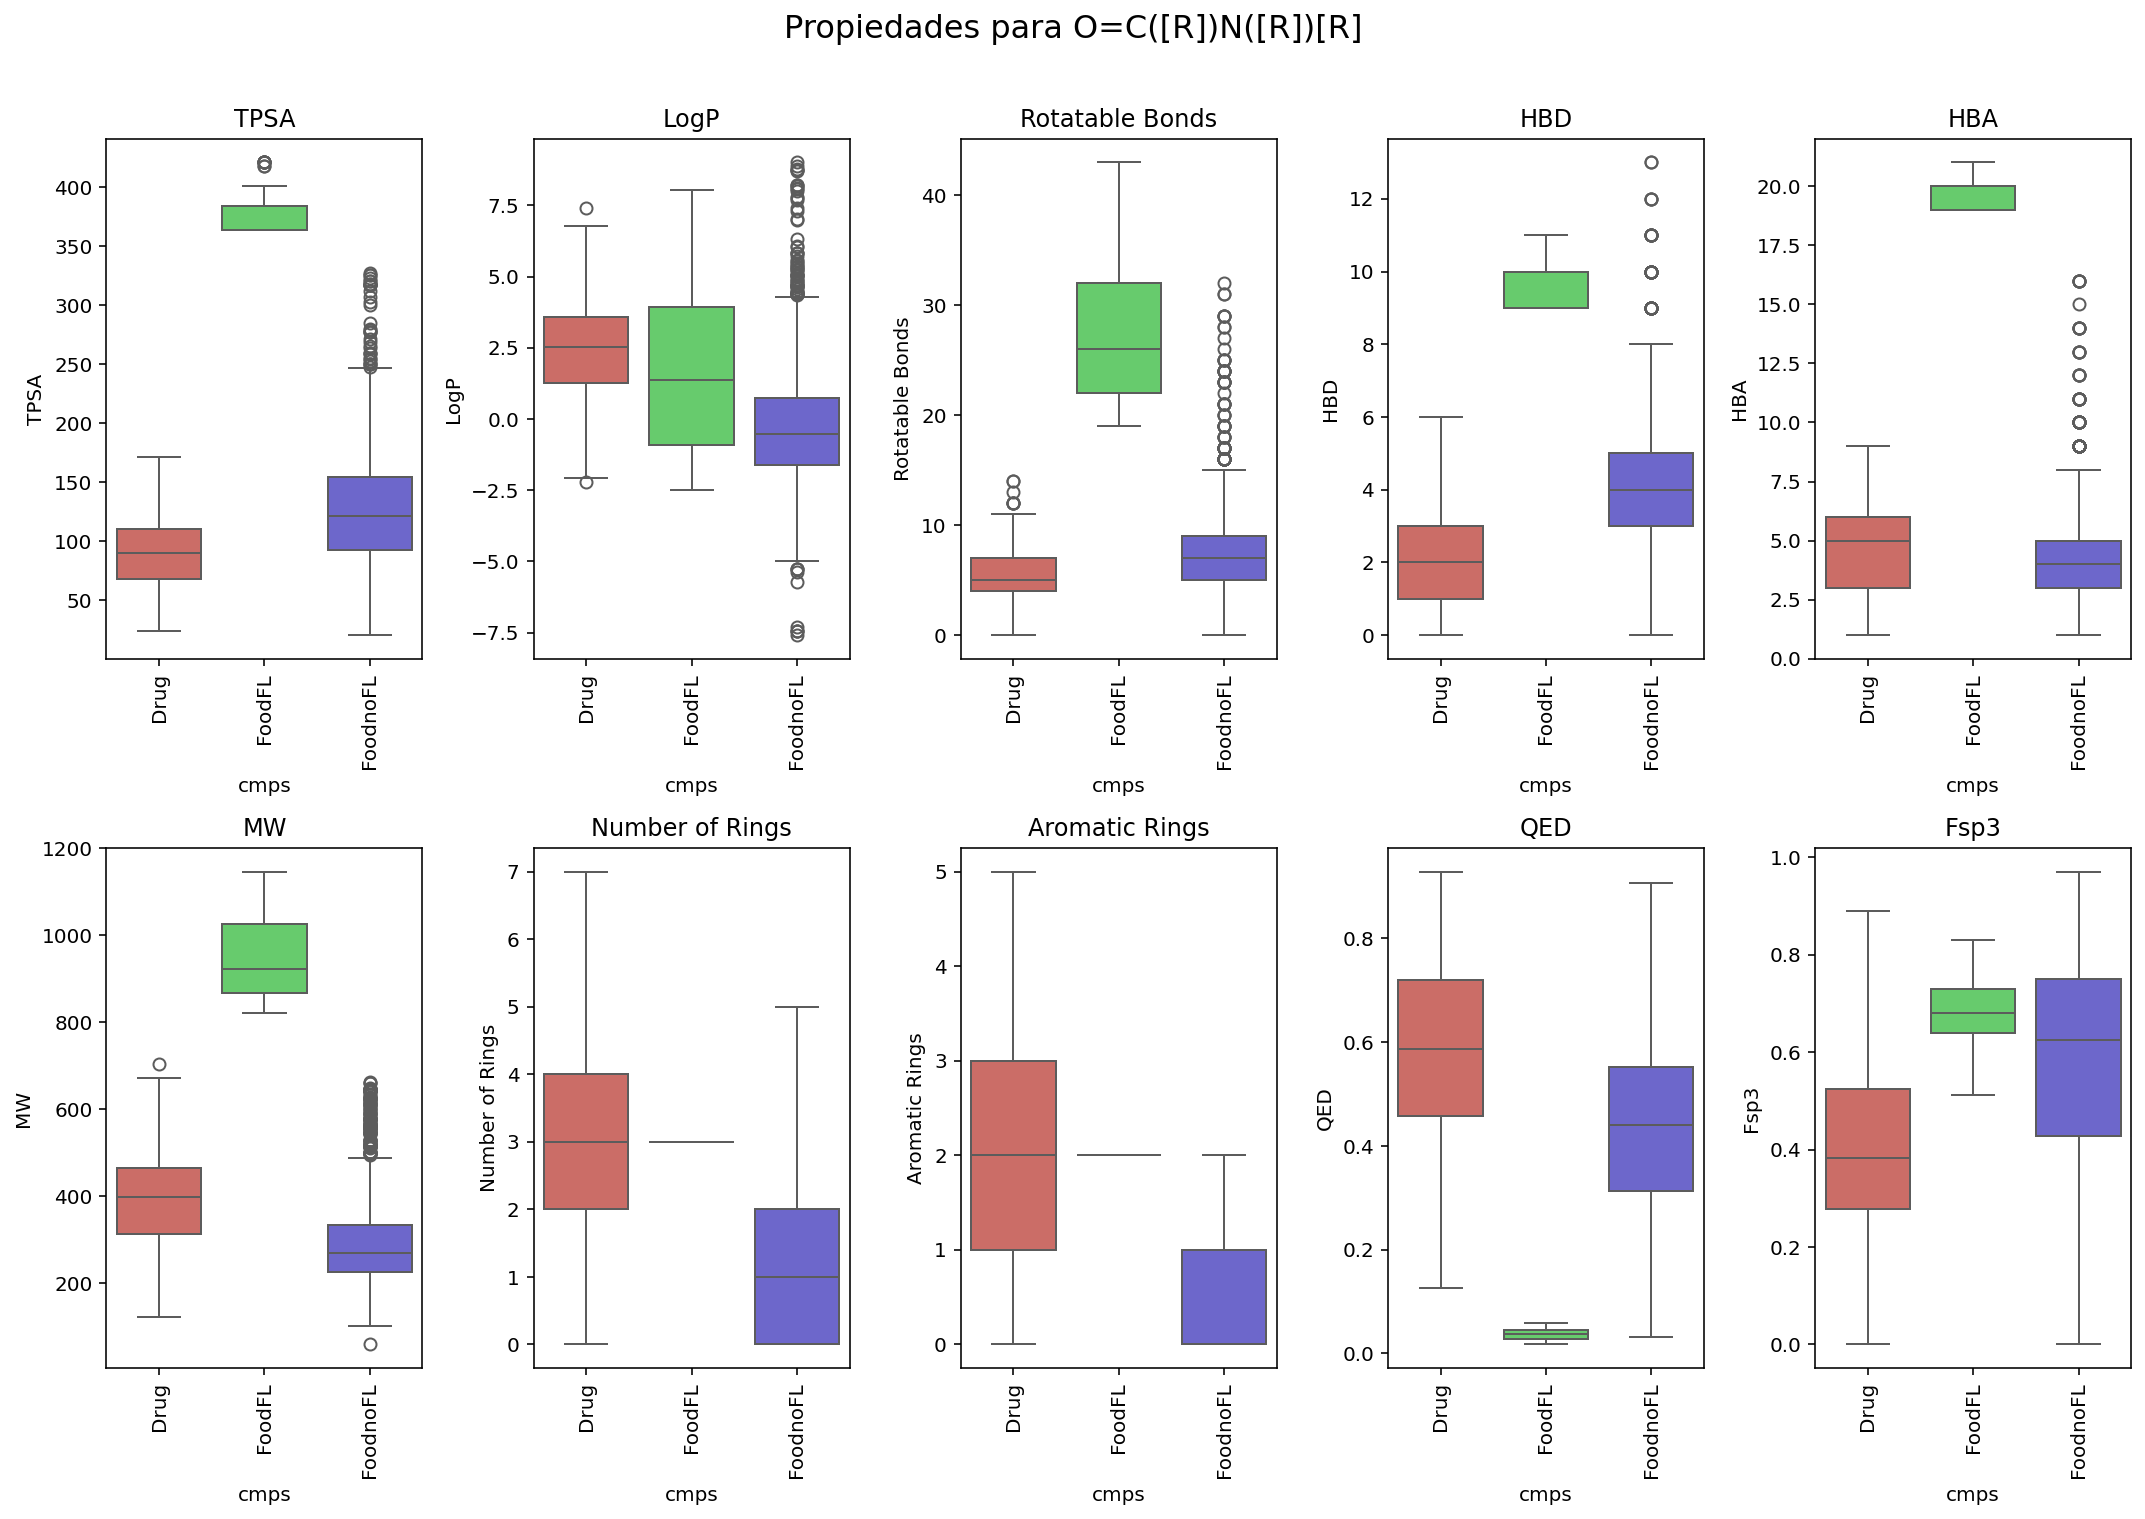 Propiedades para O=C([R])N([R])[R]
TPSA
LogP
Rotatable Bonds
HBD
HBA
TPSA
400
350
300
250
200
150
100
50
Drug
FoodFL
FoodnoFL
cmps
LogP
7.5
5.0
2.5
0.0
−2.5
−5.0
−7.5
Drug
FoodFL
FoodnoFL
cmps
Rotatable Bonds
40
30
20
10
0
Drug
FoodFL
FoodnoFL
cmps
HBD
12
10
8
6
4
2
0
Drug
FoodFL
FoodnoFL
cmps
HBA
20.0
17.5
15.0
12.5
10.0
7.5
5.0
2.5
0.0
Drug
FoodFL
FoodnoFL
cmps
MW
Number of Rings
Aromatic Rings
QED
Fsp3
MW
1200
1000
800
600
400
200
Drug
FoodFL
FoodnoFL
cmps
Number of Rings
7
6
5
4
3
2
1
0
Drug
FoodFL
FoodnoFL
cmps
Aromatic Rings
5
4
3
2
1
0
Drug
FoodFL
FoodnoFL
cmps
QED
0.8
0.6
0.4
0.2
0.0
Drug
FoodFL
FoodnoFL
cmps
Fsp3
1.0
0.8
0.6
0.4
0.2
0.0
Drug
FoodFL
FoodnoFL
cmps